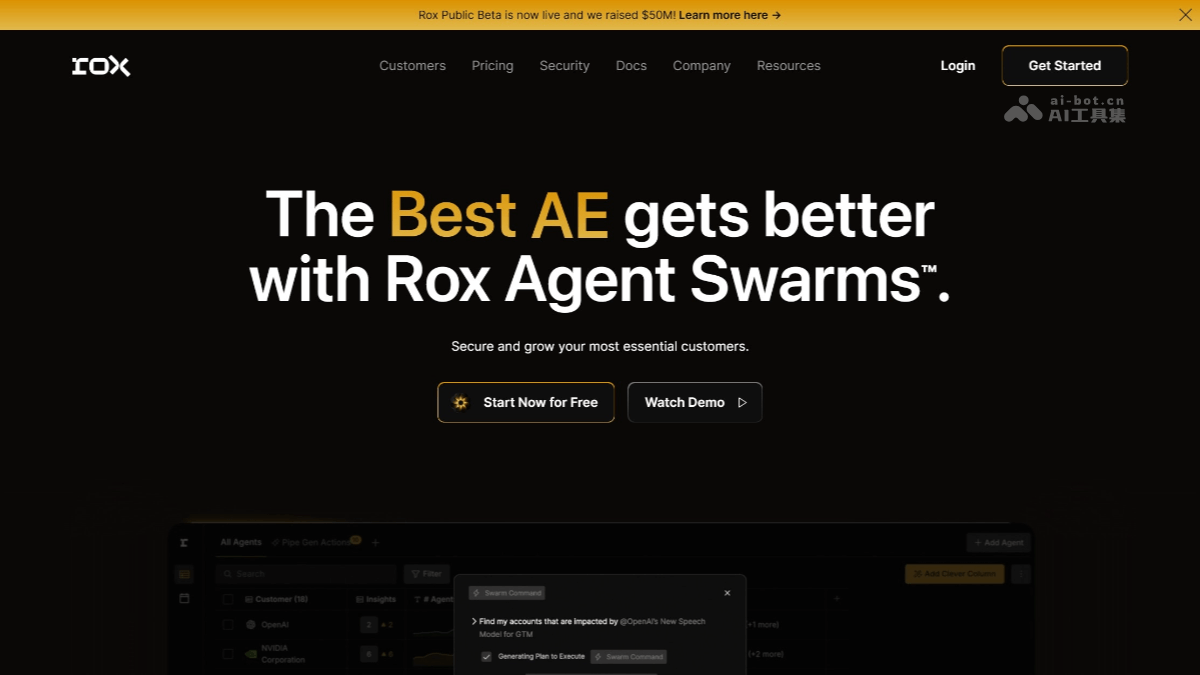 Rox Public Beta is now live and we raised $50M! Learn more here →
rox
Customers Pricing Security Docs Company Resources
Login
Get Started
ai-bot.cn
AI工具集
The Best AE gets better
with Rox Agent Swarms™.
Secure and grow your most essential customers.
Start Now for Free
Watch Demo
All Agents
Pipe Gen Actions
+ Add Agent
Search
Filter
Add Clever Column
Swarm Command
Customer (18)
Insights
# Agent
Find my accounts that are impacted by @OpenAI's New Speech
Model for GTM
OpenAI
2
2
+1 more)
NVIDIA
Corporation
6
6
(+2 more)
Generating Plan to Execute
Swarm Command